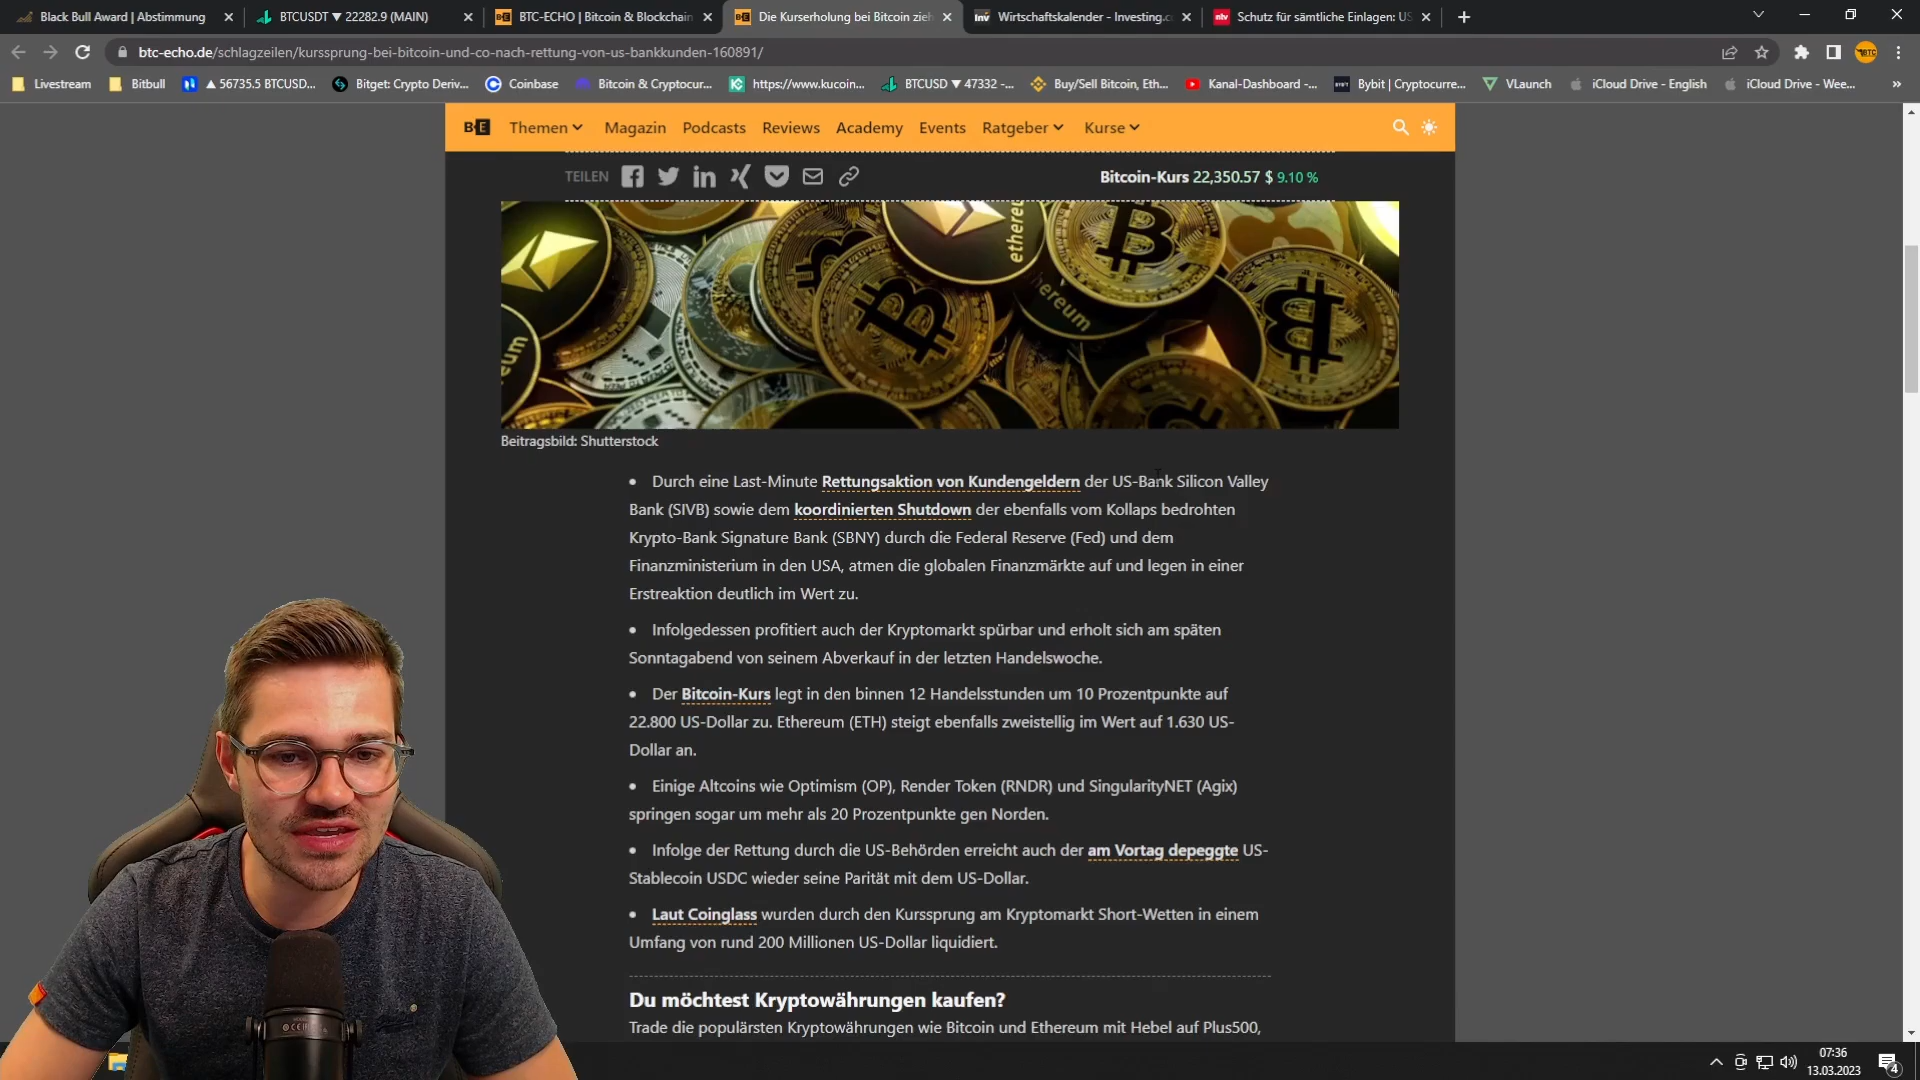 Black Bull Award | Abstimmung
BTCUSDT ▼ 22282.9 (MAIN)
BTC-ECHO | Bitcoin & Blockchain
Die Kurserholung bei Bitcoin zieh
Wirtschaftskalender - Investing.c
Schutz für sämtliche Einlagen: US
btc-echo.de/schlagzeilen/kurssprung-bei-bitcoin-und-co-nach-rettung-von-us-bankkunden-160891/
Livestream
Bitbull
▲ 56735.5 BTCUSD...
Bitget: Crypto Deriv...
Coinbase
Bitcoin & Cryptocur...
https://www.kucoin...
BTCUSD ▼ 47332 -...
Buy/Sell Bitcoin, Eth...
Kanal-Dashboard -...
Bybit | Cryptocurre...
VLaunch
iCloud Drive - English
iCloud Drive - Wee...
Themen Magazin Podcasts Reviews Academy Events Ratgeber Kurse
TEILEN
Bitcoin-Kurs 22,350.57 $ 9.10 %
ethereu
ereum
um
Beitragsbild: Shutterstock
• Durch eine Last-Minute Rettungsaktion von Kundengeldern der US-Bank Silicon Valley
Bank (SIVB) sowie dem koordinierten Shutdown der ebenfalls vom Kollaps bedrohten
Krypto-Bank Signature Bank (SBNY) durch die Federal Reserve (Fed) und dem
Finanzministerium in den USA, atmen die globalen Finanzmärkte auf und legen in einer
Erstreaktion deutlich im Wert zu.
• Infolgedessen profitiert auch der Kryptomarkt spürbar und erholt sich am späten
Sonntagabend von seinem Abverkauf in der letzten Handelswoche.
• Der Bitcoin-Kurs legt in den binnen 12 Handelsstunden um 10 Prozentpunkte auf
22.800 US-Dollar zu. Ethereum (ETH) steigt ebenfalls zweistellig im Wert auf 1.630 US-
Dollar an.
• Einige Altcoins wie Optimism (OP), Render Token (RNDR) und SingularityNET (Agix)
springen sogar um mehr als 20 Prozentpunkte gen Norden.
• Infolge der Rettung durch die US-Behörden erreicht auch der am Vortag depeggte US-
Stablecoin USDC wieder seine Parität mit dem US-Dollar.
• Laut Coinglass wurden durch den Kurssprung am Kryptomarkt Short-Wetten in einem
Umfang von rund 200 Millionen US-Dollar liquidiert.
Du möchtest Kryptowährungen kaufen?
Trade die populärsten Kryptowährungen wie Bitcoin und Ethereum mit Hebel auf Plus500,
07:36
13.03.2023
4